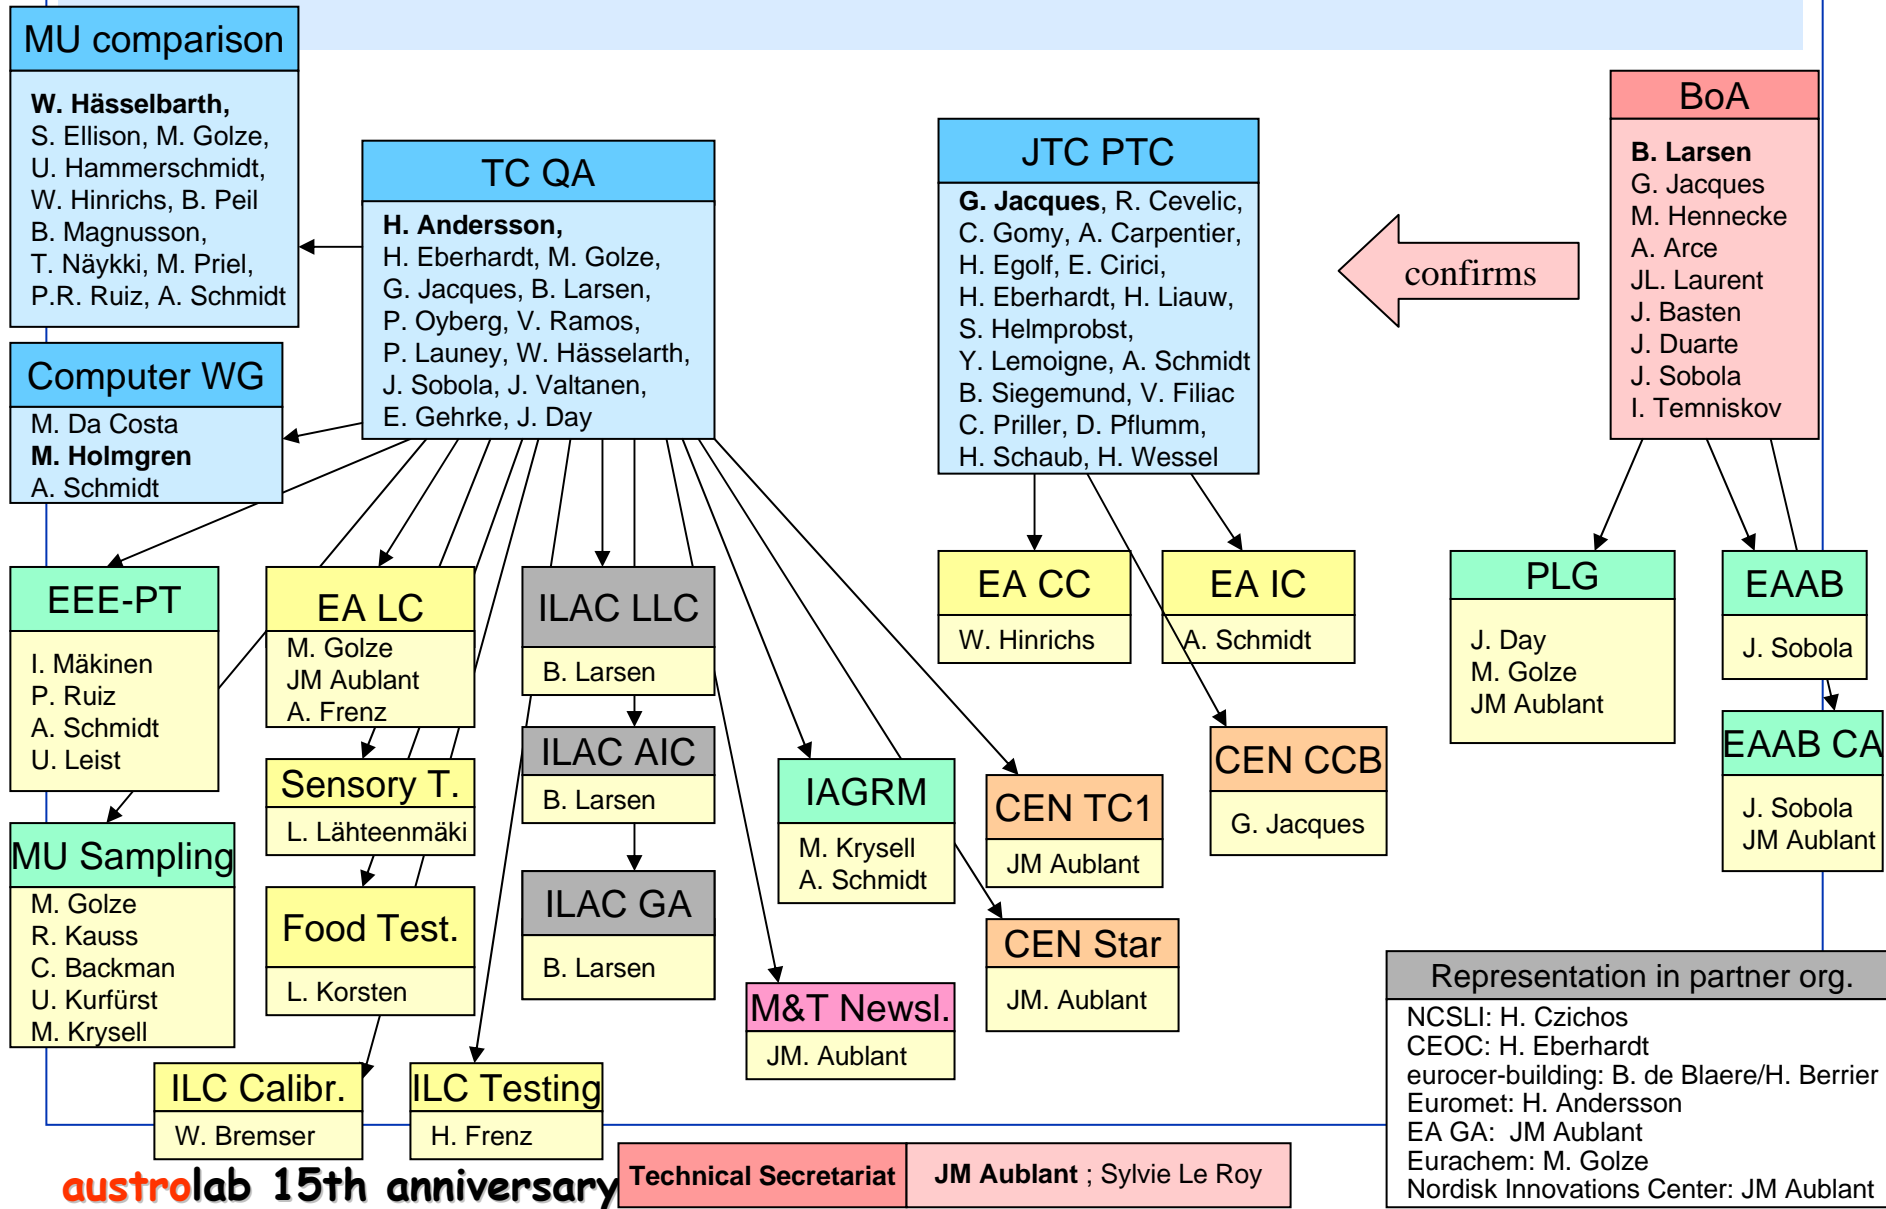 MU comparison
W. Hässelbarth,
S. Ellison, M. Golze,
U. Hammerschmidt,
W. Hinrichs, B. Peil
B. Magnusson,
T. Näykki, M. Priel,
P.R. Ruiz, A. Schmidt
Computer WG
M. Da Costa
M. Holmgren
A. Schmidt
TC QA
H. Andersson,
H. Eberhardt, M. Golze,
G. Jacques, B. Larsen,
P. Oyberg, V. Ramos,
P. Launey, W. Hässelarth,
J. Sobola, J. Valtanen,
E. Gehrke, J. Day
JTC PTC
G. Jacques, R. Cevelic,
C. Gomy, A. Carpentier,
H. Egolf, E. Cirici,
H. Eberhardt, H. Liauw,
S. Helmprobst,
Y. Lemoigne, A. Schmidt
B. Siegemund, V. Filiac
C. Priller, D. Pflumm,
H. Schaub, H. Wessel
confirms
BoA
B. Larsen
G. Jacques
M. Hennecke
A. Arce
JL. Laurent
J. Basten
J. Duarte
J. Sobola
I. Temniskov
EEE-PT
I. Mäkinen
P. Ruiz
A. Schmidt
U. Leist
MU Sampling
M. Golze
R. Kauss
C. Backman
U. Kurfürst
M. Krysell
EA LC
M. Golze
JM Aublant
A. Frenz
Sensory T.
L. Lähteenmäki
Food Test.
L. Korsten
ILC Calibr.
W. Bremser
ILC Testing
H. Frenz
ILAC LLC
B. Larsen
ILAC AIC
B. Larsen
ILAC GA
B. Larsen
IAGRM
M. Krysell
A. Schmidt
M&T Newsl.
JM. Aublant
CEN TC1
JM Aublant
CEN Star
JM. Aublant
EA CC
W. Hinrichs
EA IC
A. Schmidt
CEN CCB
G. Jacques
PLG
J. Day
M. Golze
JM Aublant
EAAB
J. Sobola
EAAB CA
J. Sobola
JM Aublant
Representation in partner org.
NCSLI: H. Czichos
CEOC: H. Eberhardt
eurocer-building: B. de Blaere/H. Berrier
Euromet: H. Andersson
EA GA: JM Aublant
Eurachem: M. Golze
Nordisk Innovations Center: JM Aublant
austrolab 15th anniversary
Technical Secretariat
JM Aublant ; Sylvie Le Roy